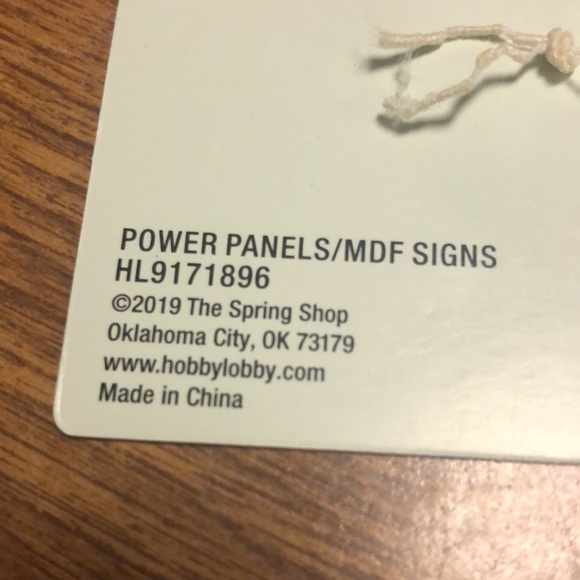 POWER PANELS/MDF SIGNS
HL9171896
©2019 The Spring Shop
Oklahoma City, OK 73179
www.hobbylobby.com
Made in China